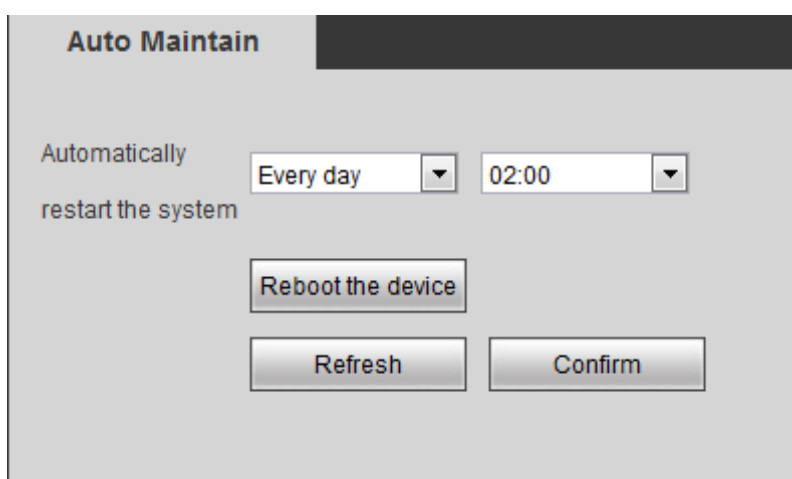 Auto Maintain
Automatically
restart the system
Every day
02:00
Reboot the device
Refresh
Confirm